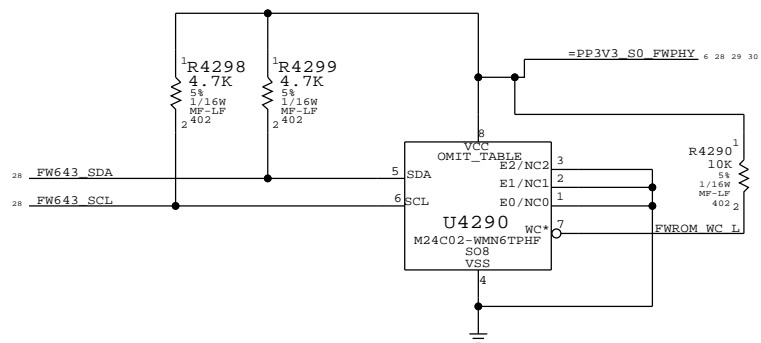 =PP3V3_S0_FWPHY 6 28 29 30
1 R4298
4.7K
5%
1/16W
MF-LF
2 402
1 R4299
4.7K
5%
1/16W
MF-LF
2 402
8
VCC
OMIT_TABLE
R4290 1
10K
5%
1/16W
MF-LF
402 2
28 FW643_SDA 5 SDA
28 FW643_SCL 6 SCL
E2/NC2 3
E1/NC1 2
E0/NC0 1
U4290
WC* 7
FWROM_WC_L
M24C02-WMN6TPHF
SO8
VSS
4